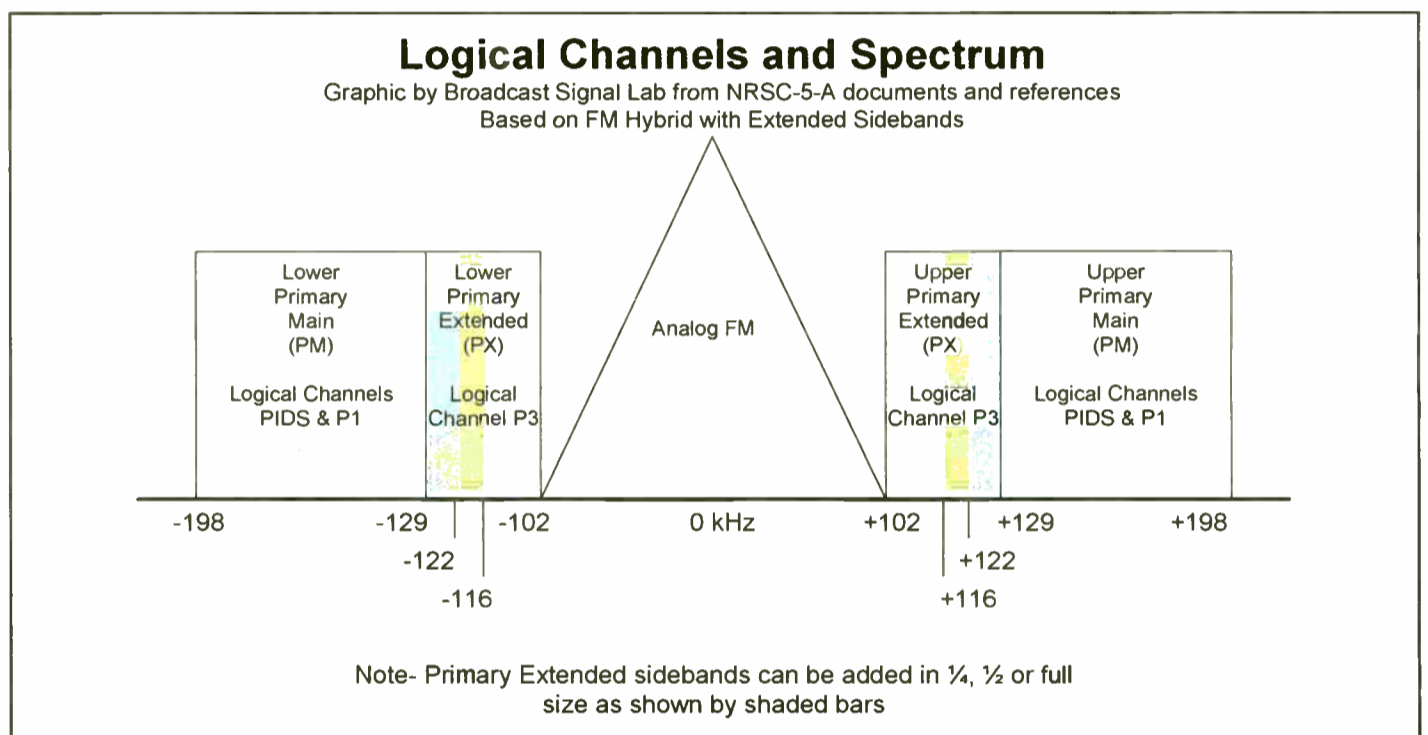 Logical Channels and Spectrum
Graphic by Broadcast Signal Lab from NRSC-5-A documents and references
Based on FM Hybrid with Extended Sidebands
Lower
Primary
Main
(PM)
Logical Channels
PIDS & P1
Lower
Primary
Extended
(PX)
Logical
Channel P3
Analog FM
Upper
Primary
Extended
(PX)
Logical
Channel P3
Upper
Primary
Main
(PM)
Logical Channels
PIDS & P1
-198
-129
-102
0 kHz
+102
+129
+198
-122
+122
-116
+116
Note- Primary Extended sidebands can be added in ¼, ½ or full
size as shown by shaded bars